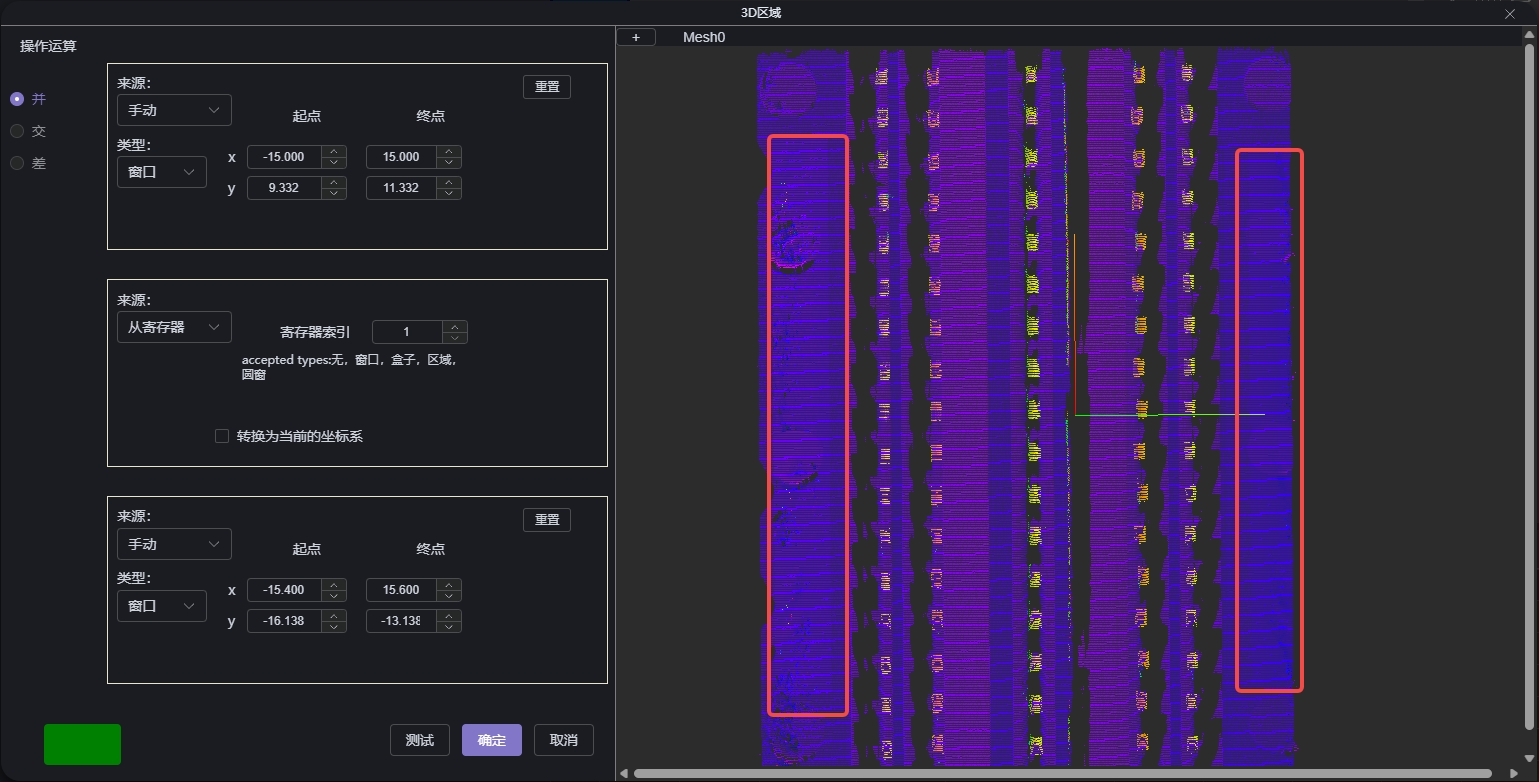 3D区域
操作运算
并
交
差
来源:
重置
手动
起点
终点
类型:
窗口
x
-15.000
15.000
y
9.332
11.332
来源:
从寄存器
寄存器索引
1
accepted types:无，窗口，盒子，区域，
圆窗
转换为当前的坐标系
来源:
重置
手动
起点
终点
类型:
窗口
x
-15.400
15.600
y
-16.138
-13.138
测试
确定
取消
+
Mesh0